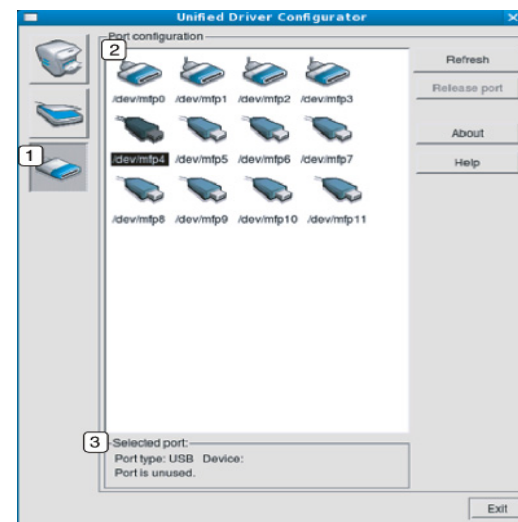 Unified Driver Configurator
Port configuration
2
Refresh
/dev/mfp0 /dev/mfp1 /dev/mfp2 /dev/mfp3
Release port
About
1
/dev/mfp4 /dev/mfp5 /dev/mfp6 /dev/mfp7
Help
/dev/mfp8 /dev/mfp9 /dev/mfp10 /dev/mfp11
3
Selected port:
Port type: USB Device:
Port is unused.
Exit